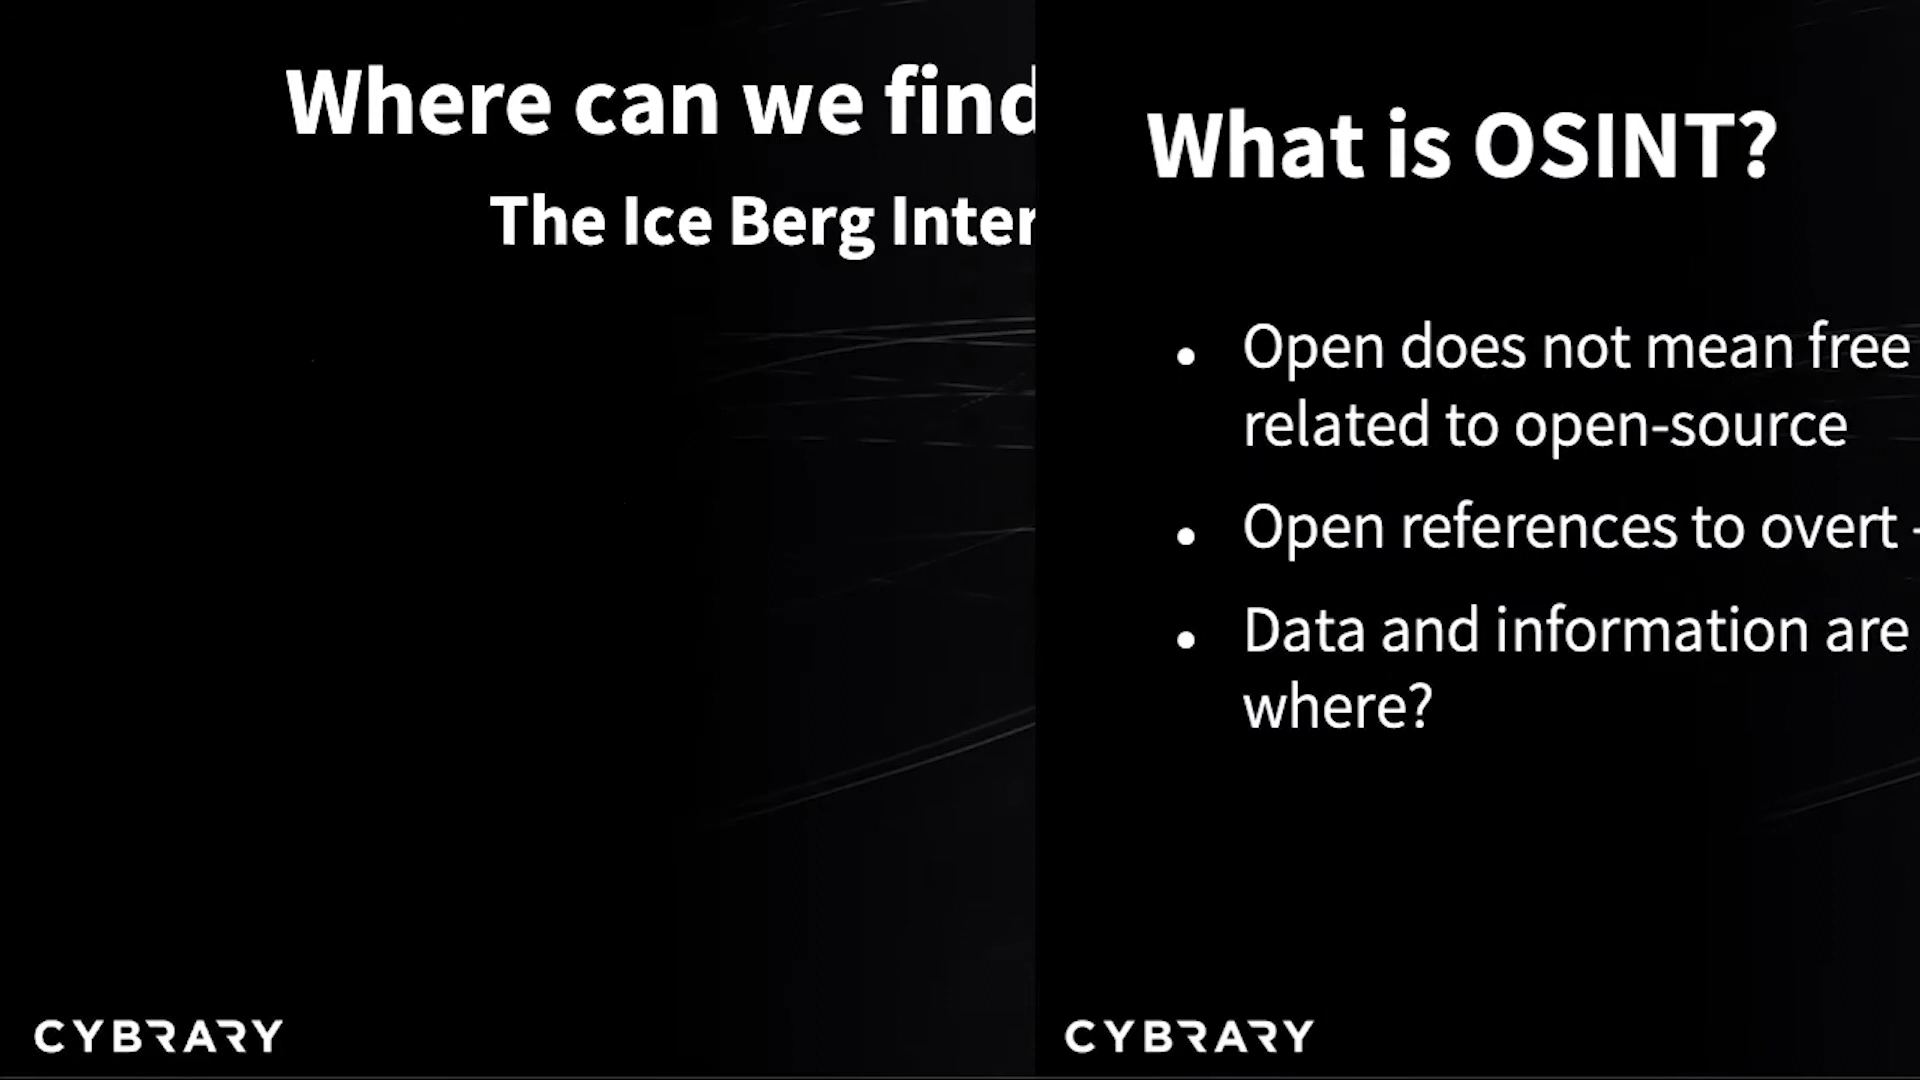 Where can we find
The Ice Berg Inter
CYBRARY
What is OSINT?
• Open does not mean free
related to open-source
• Open references to overt -
• Data and information are
where?
CYBRARY